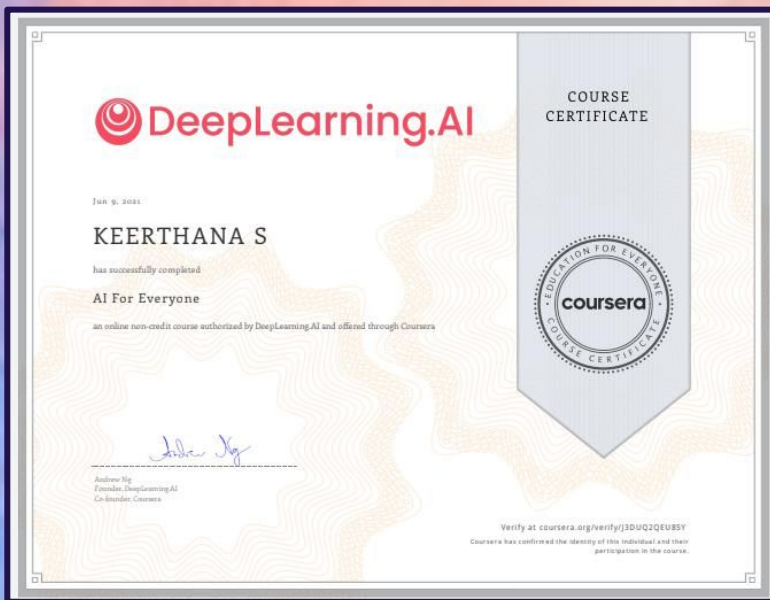 DeepLearning.AI
COURSE
CERTIFICATE
Jun 9, 2021
KEERTHANA S
has successfully completed
AI For Everyone
an online non-credit course authorized by DeepLearning.AI and offered through Coursera
EDUCATION FOR EVERYONE
coursera
COURSE CERTIFICATE
Andrew Ng
Andrew Ng
Founder, DeepLearning.AI
Co-founder, Coursera
Verify at coursera.org/verify/J3DUQ2QEUB5Y
Coursera has confirmed the identity of this individual and their
participation in the course.